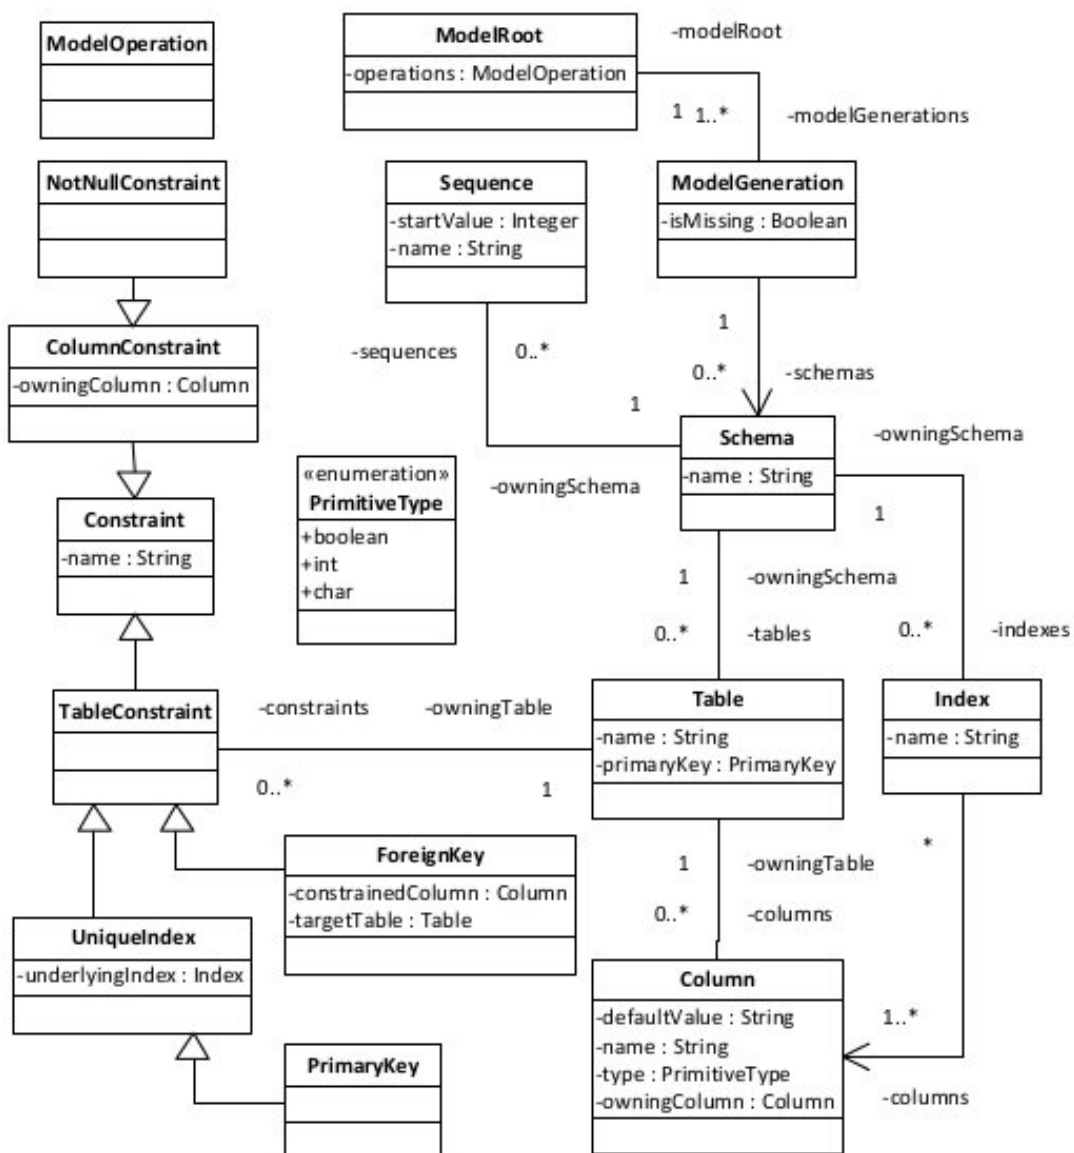 ModelOperation
ModelRoot
-operations : ModelOperation
-modelRoot
1
1..*
-modelGenerations
NotNullConstraint
Sequence
-startValue : Integer
-name : String
ModelGeneration
-isMissing : Boolean
ColumnConstraint
-owningColumn : Column
-sequences
0..*
1
0..*
-schemas
1
Schema
-name : String
-owningSchema
-owningSchema
1
«enumeration»
PrimitiveType
+boolean
+int
+char
Constraint
-name : String
1
-owningSchema
0..*
-tables
0..*
-indexes
TableConstraint
-constraints
-owningTable
0..*
1
Table
-name : String
-primaryKey : PrimaryKey
Index
-name : String
ForeignKey
-constrainedColumn : Column
-targetTable : Table
1
-owningTable
0..*
-columns
*
UniqueIndex
-underlyingIndex : Index
Column
-defaultValue : String
-name : String
-type : PrimitiveType
-owningColumn : Column
1..*
-columns
PrimaryKey